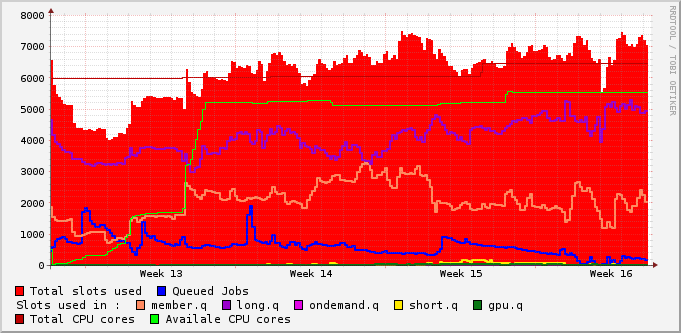 RRDTOOL / TOBI OETIKER
8000
7000
6000
5000
4000
3000
2000
1000
0
Week 13 Week 14 Week 15 Week 16
Total slots used Queued Jobs
Slots used in : member.q long.q ondemand.q short.q gpu.q
Total CPU cores Availale CPU cores